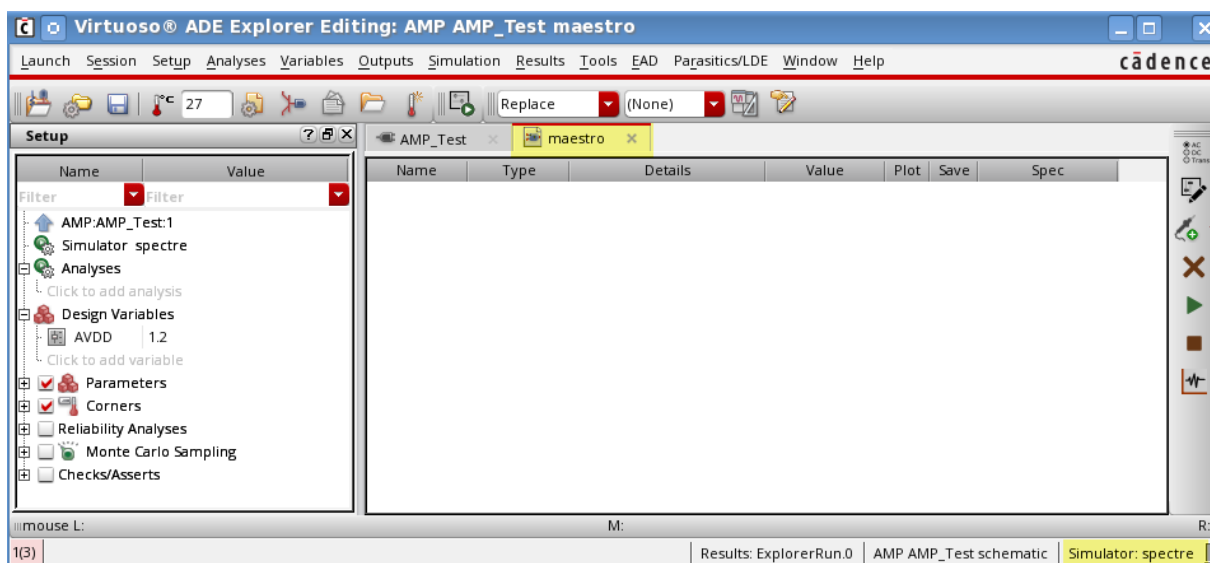 Virtuoso® ADE Explorer Editing: AMP AMP_Test maestro
Launch Session Setup Analyses Variables Outputs Simulation Results Tools EAD Parasitics/LDE Window Help cādence
°C 27 Replace (None)
Setup
AMP_Test maestro
AC
DC
Trans
Name Value
Name Type Details Value Plot Save Spec
Filter Filter
AMP:AMP_Test:1
Simulator spectre
Analyses
Click to add analysis
Design Variables
AVDD 1.2
Click to add variable
Parameters
Corners
Reliability Analyses
Monte Carlo Sampling
Checks/Asserts
mouse L: M: R:
1(3) Results: ExplorerRun.0 AMP AMP_Test schematic Simulator: spectre